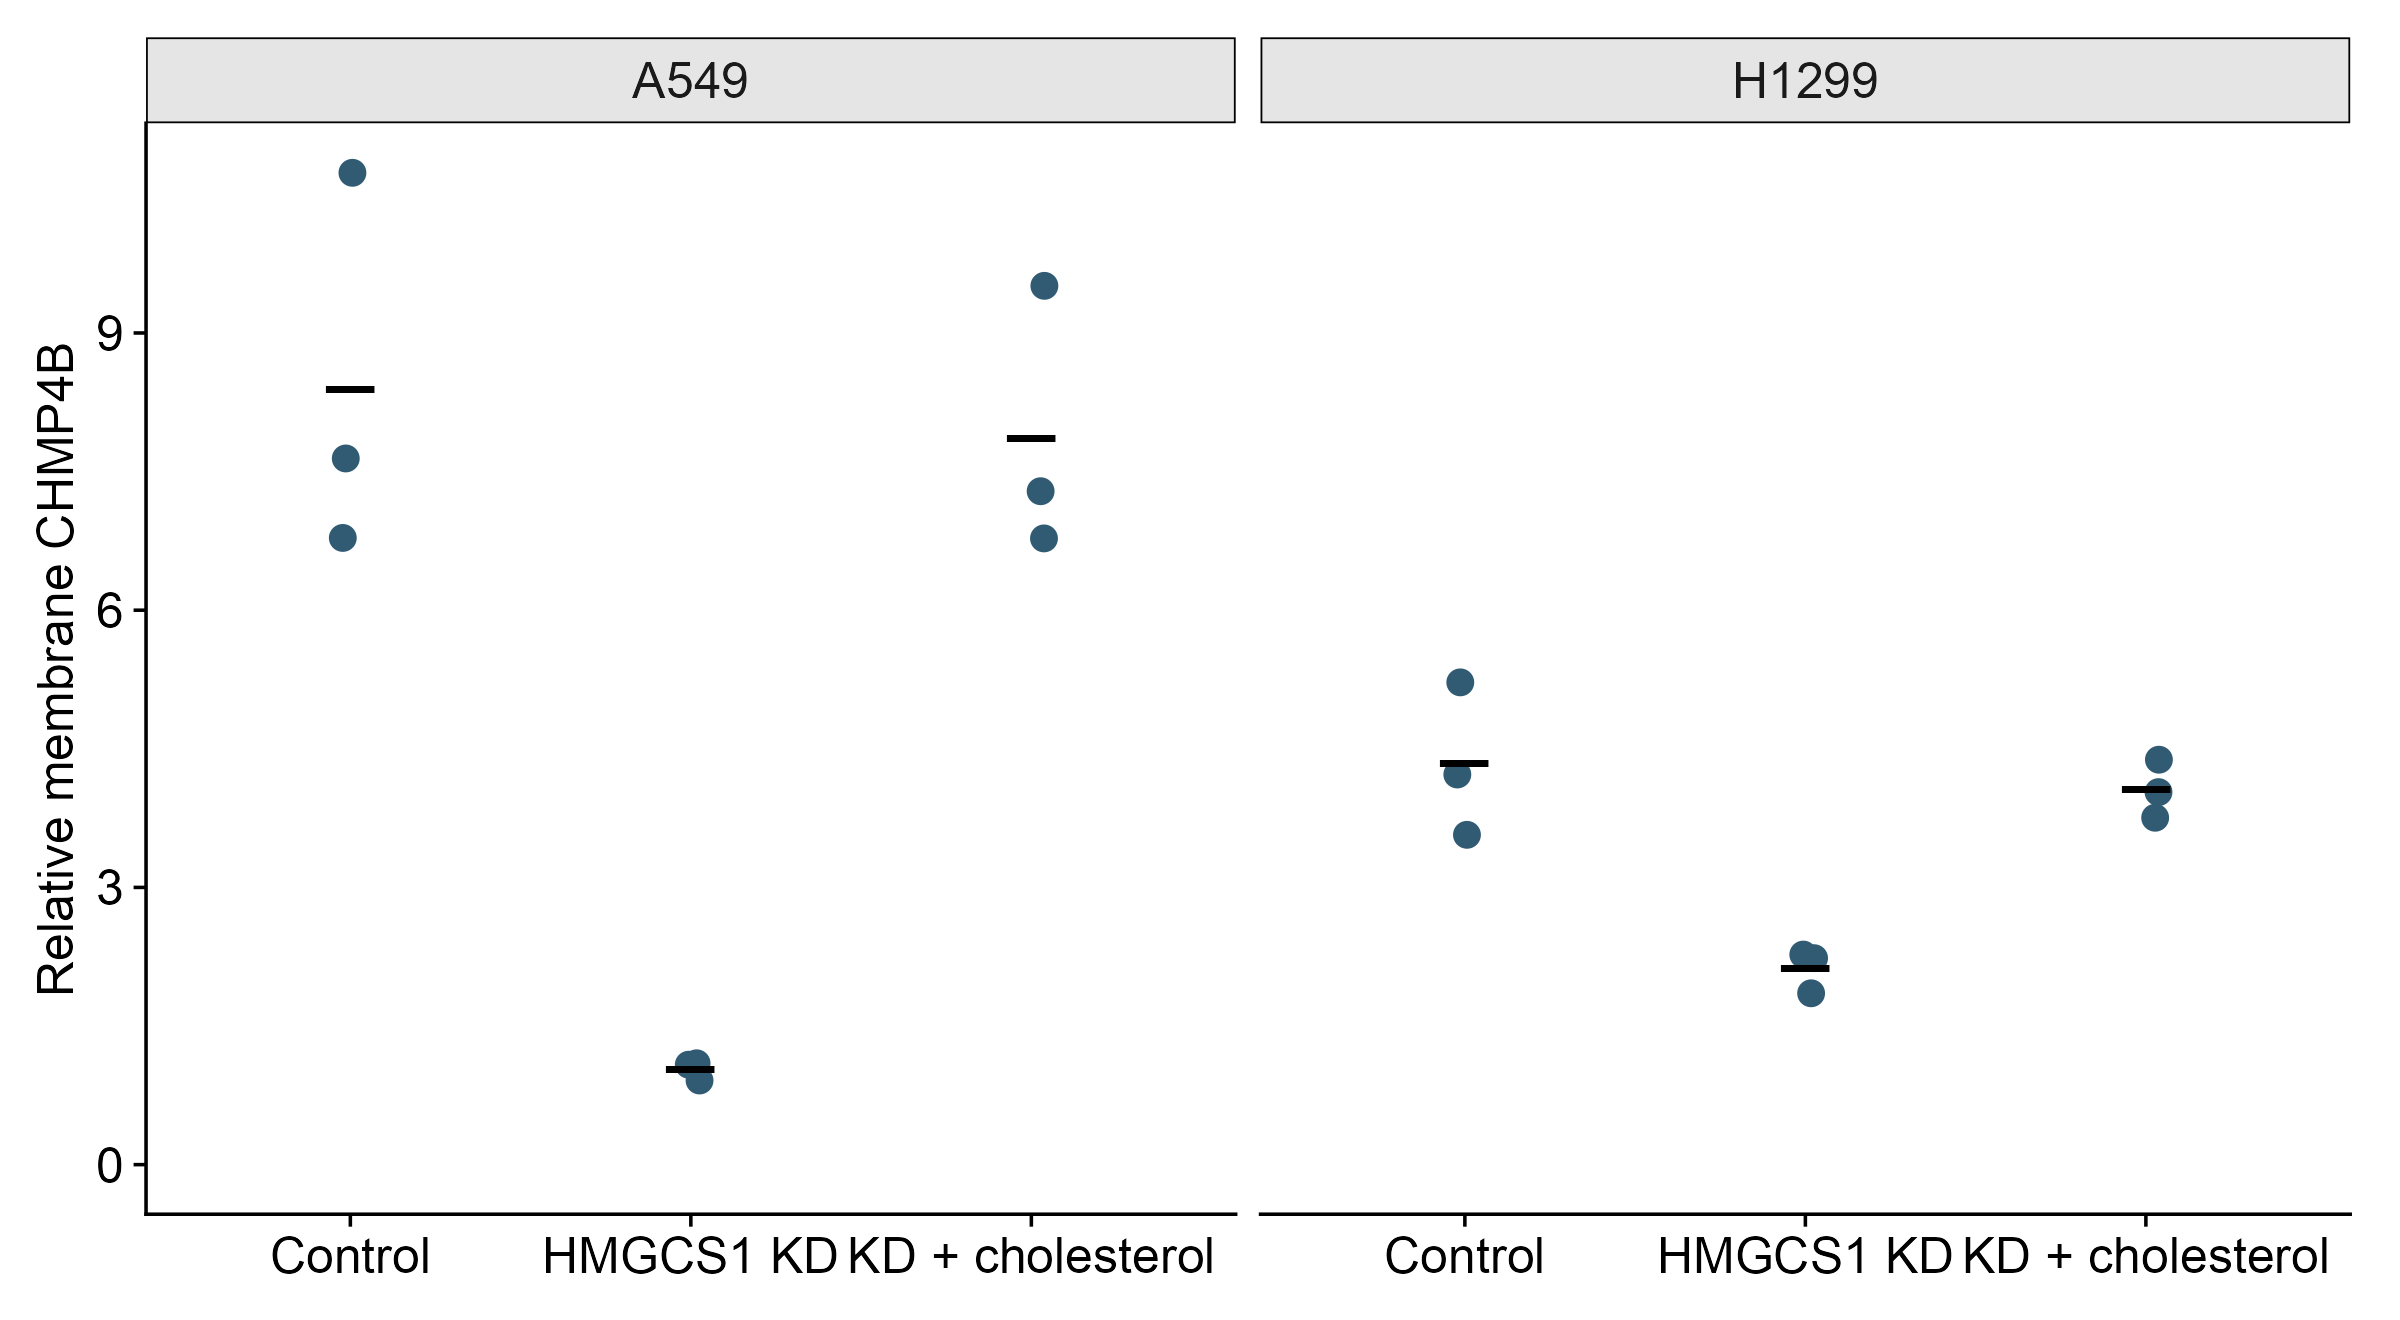 A549
H1299
Relative membrane CHMP4B
9
6
3
0
Control
HMGCS1 KD
KD + cholesterol
Control
HMGCS1 KD
KD + cholesterol